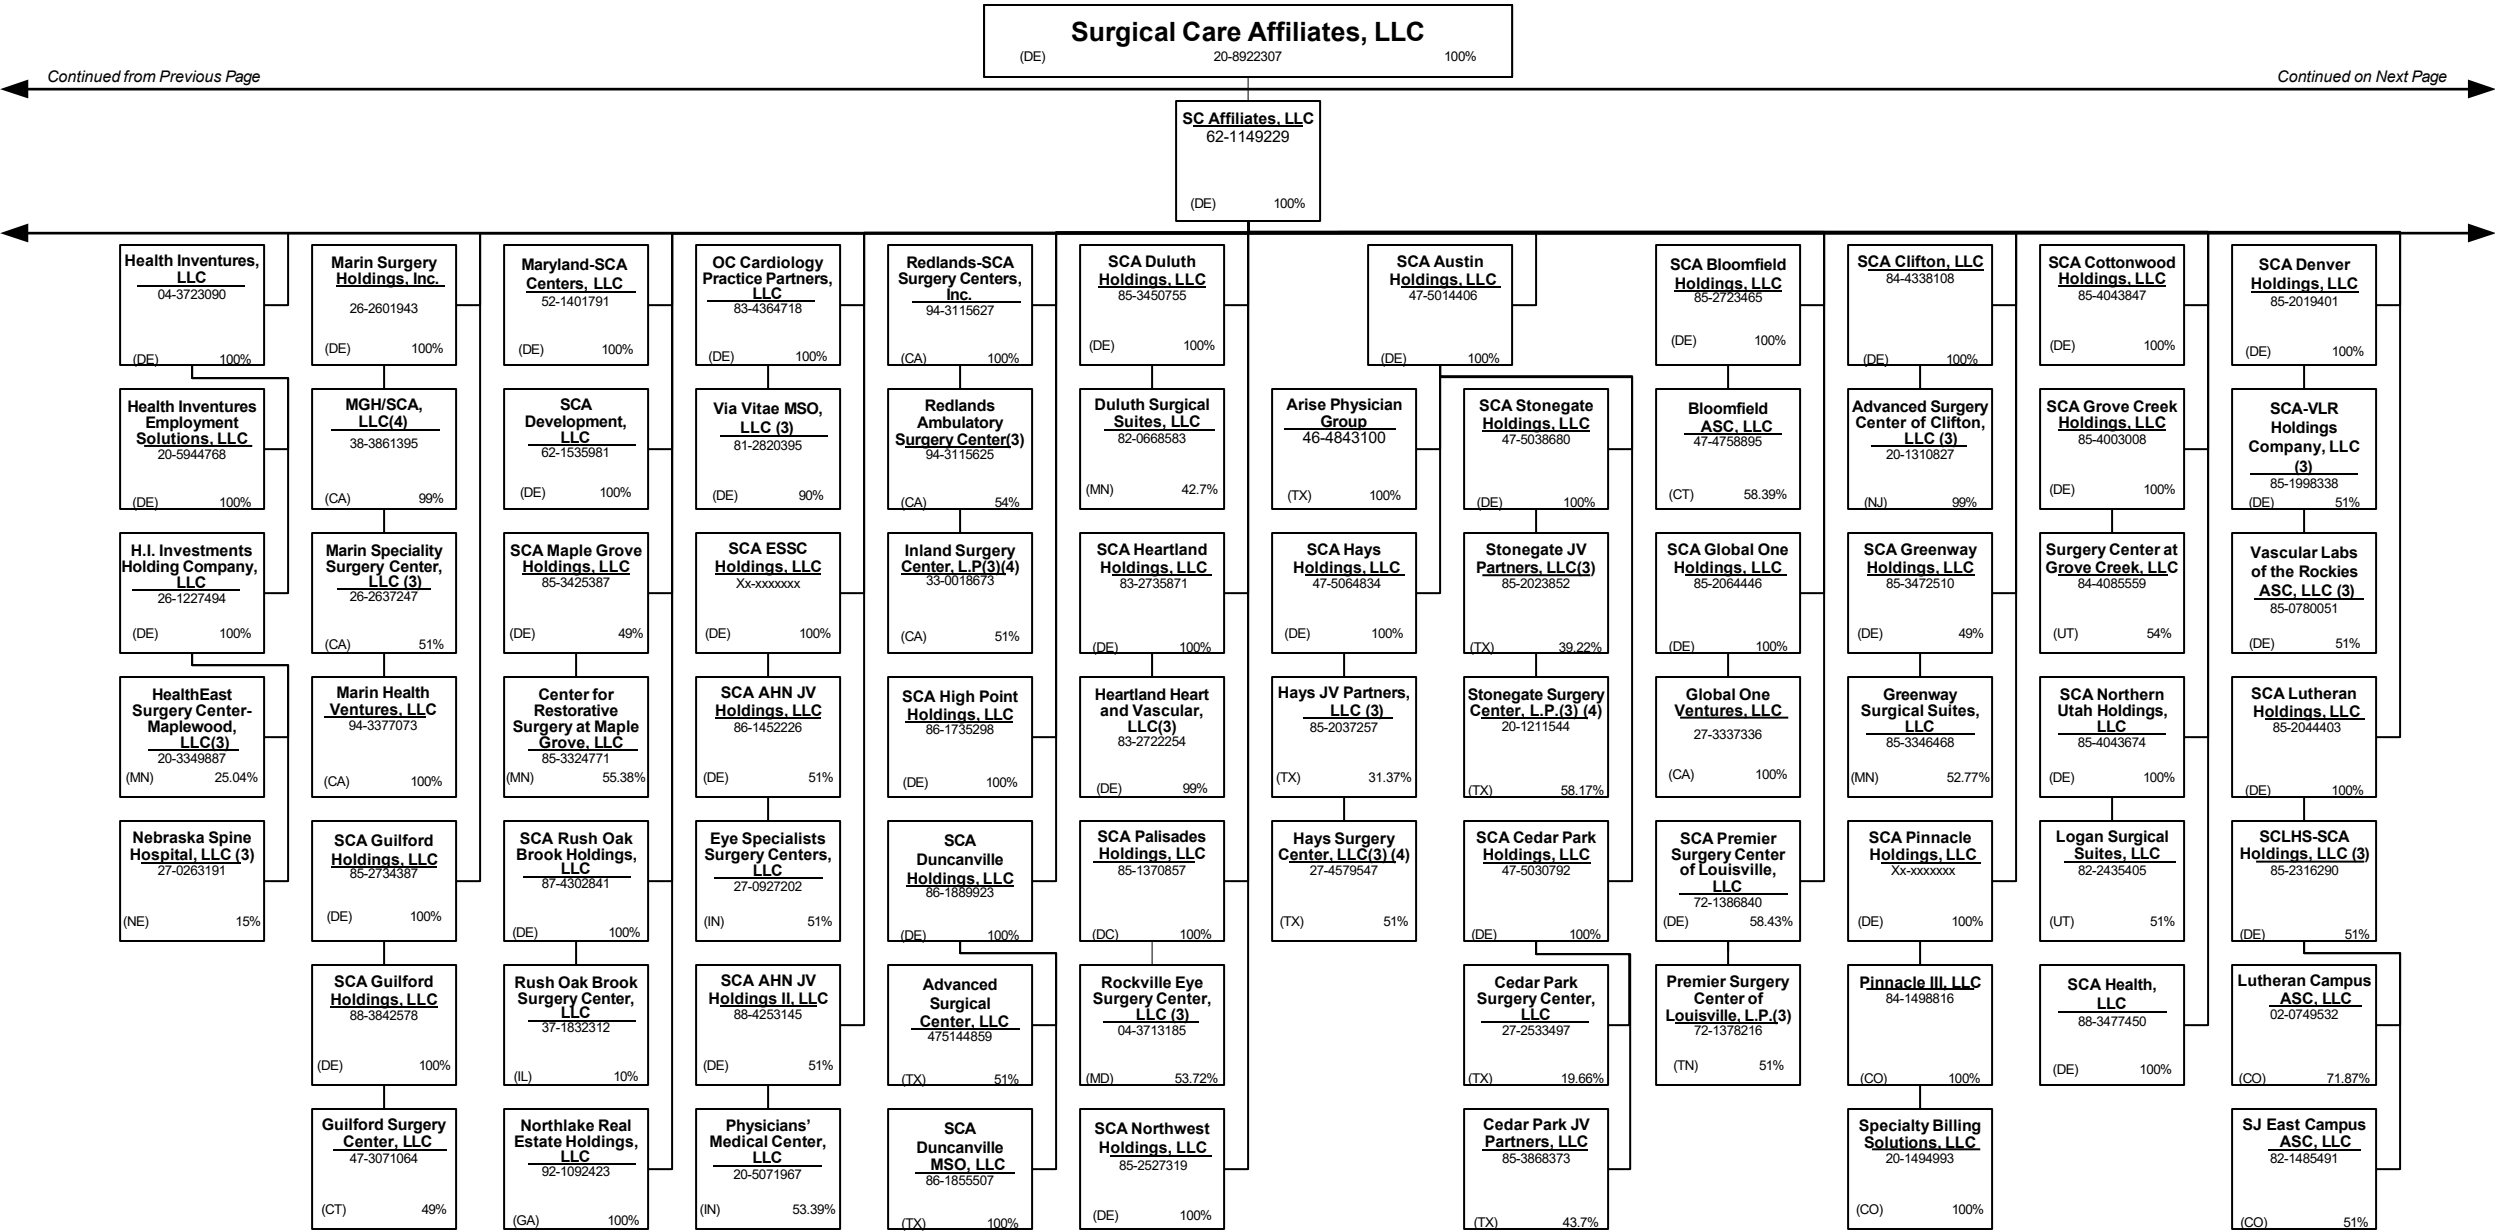 Surgical Care Affiliates, LLC
(DE) 20-8922307 100%
Continued from Previous Page
Continued on Next Page
SC Affiliates, LLC
62-1149229
(DE) 100%
Health Inventures,
LLC
04-3723090
(DE) 100%
Health Inventures
Employment
Solutions, LLC
20-5944768
(DE) 100%
H.I. Investments
Holding Company,
LLC
26-1227494
(DE) 100%
HealthEast
Surgery Center-
Maplewood,
LLC(3)
20-3349887
(MN) 25.04%
Nebraska Spine
Hospital, LLC (3)
27-0263191
(NE) 15%
Marin Surgery
Holdings, Inc.
26-2601943
(DE) 100%
MGH/SCA,
LLC(4)
38-3861395
(CA) 99%
Marin Speciality
Surgery Center,
LLC (3)
26-2637247
(CA) 51%
Marin Health
Ventures, LLC
94-3377073
(CA) 100%
SCA Guilford
Holdings, LLC
85-2734387
(DE) 100%
SCA Guilford
Holdings, LLC
88-3842578
(DE) 100%
Guilford Surgery
Center, LLC
47-3071064
(CT) 49%
Maryland-SCA
Centers, LLC
52-1401791
(DE) 100%
SCA
Development,
LLC
62-1535981
(DE) 100%
SCA Maple Grove
Holdings, LLC
85-3425387
(DE) 49%
Center for
Restorative
Surgery at Maple
Grove, LLC
85-3324771
(MN) 55.38%
SCA Rush Oak
Brook Holdings,
LLC
87-4302841
(DE) 100%
Rush Oak Brook
Surgery Center,
LLC
37-1832312
(IL) 10%
Northlake Real
Estate Holdings,
LLC
92-1092423
(GA) 100%
OC Cardiology
Practice Partners,
LLC
83-4364718
(DE) 100%
Via Vitae MSO,
LLC (3)
81-2820395
(DE) 90%
SCA ESSC
Holdings, LLC
Xx-xxxxxxx
(DE) 100%
SCA AHN JV
Holdings, LLC
86-1452226
(DE) 51%
Eye Specialists
Surgery Centers,
LLC
27-0927202
(IN) 51%
SCA AHN JV
Holdings II, LLC
88-4253145
(DE) 51%
Physicians’
Medical Center,
LLC
20-5071967
(IN) 53.39%
Redlands-SCA
Surgery Centers,
Inc.
94-3115627
(CA) 100%
Redlands
Ambulatory
Surgery Center(3)
94-3115625
(CA) 54%
Inland Surgery
Center, L.P(3)(4)
33-0018673
(CA) 51%
SCA High Point
Holdings, LLC
86-1735298
(DE) 100%
SCA
Duncanville
Holdings, LLC
86-1889923
(DE) 100%
Advanced
Surgical
Center, LLC
475144859
(TX) 51%
SCA
Duncanville
MSO, LLC
86-1855507
(TX) 100%
SCA Duluth
Holdings, LLC
85-3450755
(DE) 100%
Duluth Surgical
Suites, LLC
82-0668583
(MN) 42.7%
SCA Heartland
Holdings, LLC
83-2735871
(DE) 100%
Heartland Heart
and Vascular,
LLC(3)
83-2722254
(DE) 99%
SCA Palisades
Holdings, LLC
85-1370857
(DC) 100%
Rockville Eye
Surgery Center,
LLC (3)
04-3713185
(MD) 53.72%
SCA Northwest
Holdings, LLC
85-2527319
(DE) 100%
SCA Austin
Holdings, LLC
47-5014406
(DE) 100%
Arise Physician
Group
46-4843100
(TX) 100%
SCA Hays
Holdings, LLC
47-5064834
(DE) 100%
Hays JV Partners,
LLC (3)
85-2037257
(TX) 31.37%
Hays Surgery
Center, LLC(3) (4)
27-4579547
(TX) 51%
SCA Stonegate
Holdings, LLC
47-5038680
(DE) 100%
Stonegate JV
Partners, LLC(3)
85-2023852
(TX) 39.22%
Stonegate Surgery
Center, L.P.(3) (4)
20-1211544
(TX) 58.17%
SCA Cedar Park
Holdings, LLC
47-5030792
(DE) 100%
Cedar Park
Surgery Center,
LLC
27-2533497
(TX) 19.66%
Cedar Park JV
Partners, LLC
85-3868373
(TX) 43.7%
SCA Bloomfield
Holdings, LLC
85-2723465
(DE) 100%
Bloomfield
ASC, LLC
47-4758895
(CT) 58.39%
SCA Global One
Holdings, LLC
85-2064446
(DE) 100%
Global One
Ventures, LLC
27-3337336
(CA) 100%
SCA Premier
Surgery Center
of Louisville,
LLC
72-1386840
(DE) 58.43%
Premier Surgery
Center of
Louisville, L.P.(3)
72-1378216
(TN) 51%
SCA Clifton, LLC
84-4338108
(DE) 100%
Advanced Surgery
Center of Clifton,
LLC (3)
20-1310827
(NJ) 99%
SCA Greenway
Holdings, LLC
85-3472510
(DE) 49%
Greenway
Surgical Suites,
LLC
85-3346468
(MN) 52.77%
SCA Pinnacle
Holdings, LLC
Xx-xxxxxxx
(DE) 100%
Pinnacle III, LLC
84-1498816
(CO) 100%
Specialty Billing
Solutions, LLC
20-1494993
(CO) 100%
SCA Cottonwood
Holdings, LLC
85-4043847
(DE) 100%
SCA Grove Creek
Holdings, LLC
85-4003008
(DE) 100%
Surgery Center at
Grove Creek, LLC
84-4085559
(UT) 54%
SCA Northern
Utah Holdings,
LLC
85-4043674
(DE) 100%
Logan Surgical
Suites, LLC
82-2435405
(UT) 51%
SCA Health,
LLC
88-3477450
(DE) 100%
SCA Denver
Holdings, LLC
85-2019401
(DE) 100%
SCA-VLR
Holdings
Company, LLC
(3)
85-1998338
(DE) 51%
Vascular Labs
of the Rockies
ASC, LLC (3)
85-0780051
(DE) 51%
SCA Lutheran
Holdings, LLC
85-2044403
(DE) 100%
SCLHS-SCA
Holdings, LLC (3)
85-2316290
(DE) 51%
Lutheran Campus
ASC, LLC
02-0749532
(CO) 71.87%
SJ East Campus
ASC, LLC
82-1485491
(CO) 51%